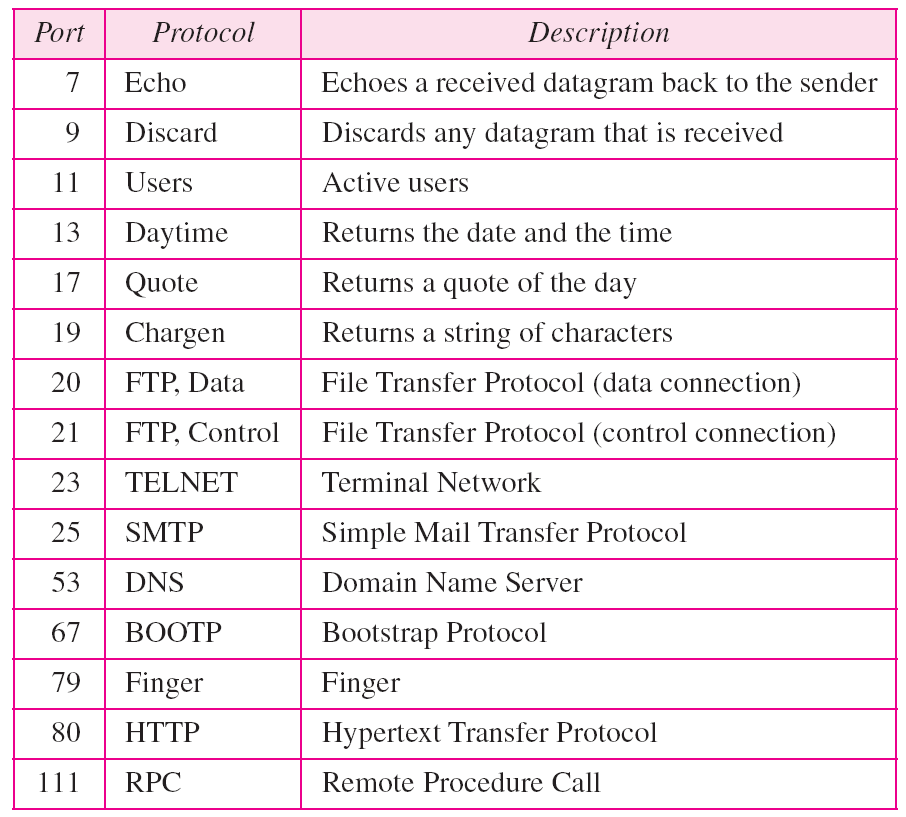 Port Protocol Description
7 Echo Echoes a received datagram back to the sender
9 Discard Discards any datagram that is received
11 Users Active users
13 Daytime Returns the date and the time
17 Quote Returns a quote of the day
19 Chargen Returns a string of characters
20 FTP, Data File Transfer Protocol (data connection)
21 FTP, Control File Transfer Protocol (control connection)
23 TELNET Terminal Network
25 SMTP Simple Mail Transfer Protocol
53 DNS Domain Name Server
67 BOOTP Bootstrap Protocol
79 Finger Finger
80 HTTP Hypertext Transfer Protocol
111 RPC Remote Procedure Call